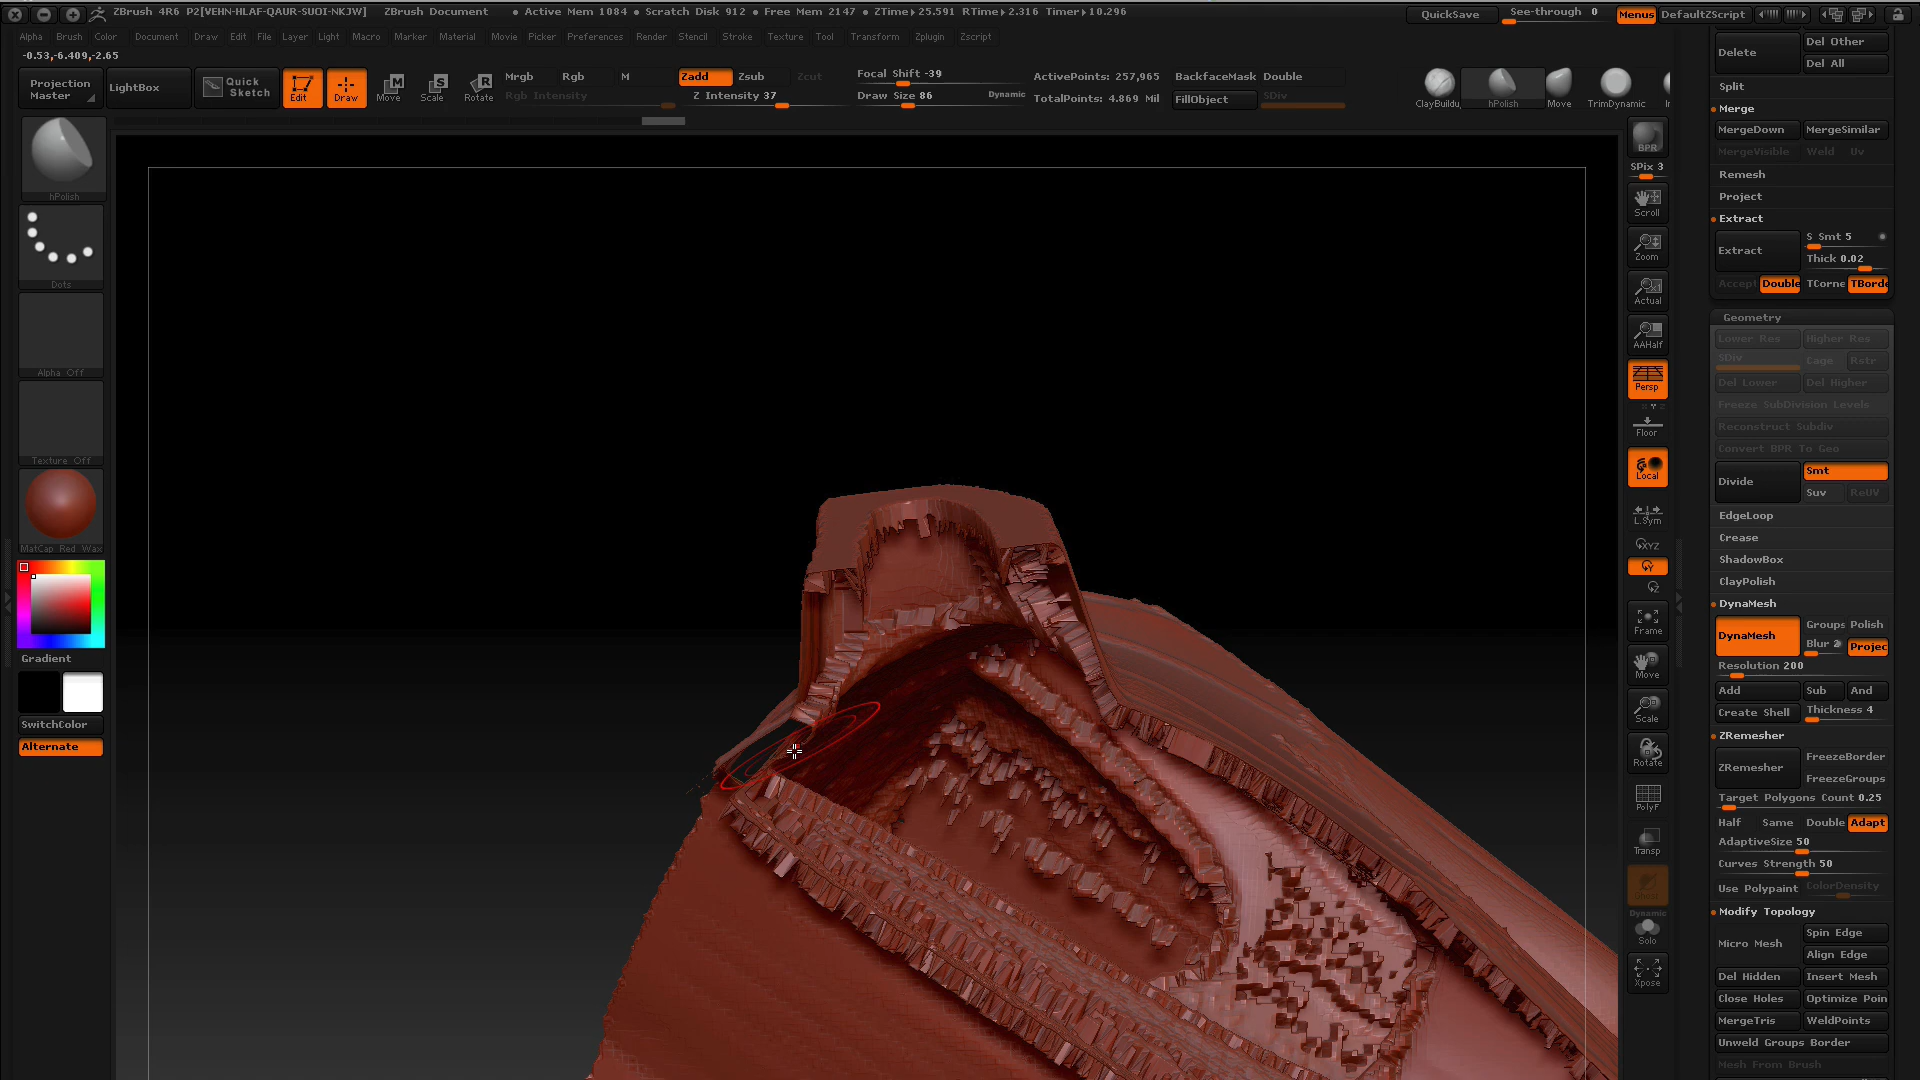 ZBrush 4R6 P2[VEHN-HLAF-QAUR-SUOI-NKJW] ZBrush Document • Active Mem 1084 • Scratch Disk 912 • Free Mem 2147 • ZTime▸25.591 RTime▸2.316 Timer▸10.296 QuickSave See-through 0 Menus DefaultZScript
Alpha Brush Color Document Draw Edit File Layer Light Macro Marker Material Movie Picker Preferences Render Stencil Stroke Texture Tool Transform Zplugin Zscript
-0.53,-6.409,-2.65
Projection Master
LightBox
Quick Sketch
Edit
Draw
Move
Scale
Rotate
Mrgb Rgb M Zadd Zsub Zcut
Rgb Intensity Z Intensity 37
Focal Shift -39
Draw Size 86 Dynamic
ActivePoints: 257,965
TotalPoints: 4.869 Mil
BackfaceMask Double
FillObject SDiv
ClayBuildu hPolish Move TrimDynamic
hPolish
Dots
Alpha Off
Texture Off
MatCap Red Wax
Gradient
SwitchColor
Alternate
BPR
SPix 3
Scroll
Zoom
Actual
AAHalf
Persp
Floor
Local
L.Sym
XYZ
Y
Z
Frame
Move
Scale
Rotate
PolyF
Transp
Dynamic
Solo
Xpose
Delete Del Other
Del All
Split
Merge
MergeDown MergeSimilar
MergeVisible Weld Uv
Remesh
Project
Extract
Extract S Smt 5
Thick 0.02
Accept Double TCorne TBorde
Geometry
Lower Res Higher Res
SDiv Cage Rstr
Del Lower Del Higher
Freeze SubDivision Levels
Reconstruct Subdiv
Convert BPR To Geo
Divide Smt
Suv ReUV
EdgeLoop
Crease
ShadowBox
ClayPolish
DynaMesh
DynaMesh Groups Polish
Blur 2 Projec
Resolution 200
Add Sub And
Create Shell Thickness 4
ZRemesher
ZRemesher FreezeBorder
FreezeGroups
Target Polygons Count 0.25
Half Same Double Adapt
AdaptiveSize 50
Curves Strength 50
Use Polypaint ColorDensity
Modify Topology
Micro Mesh Spin Edge
Align Edge
Del Hidden Insert Mesh
Close Holes Optimize Poin
MergeTris WeldPoints
Unweld Groups Border
Mesh From Brush